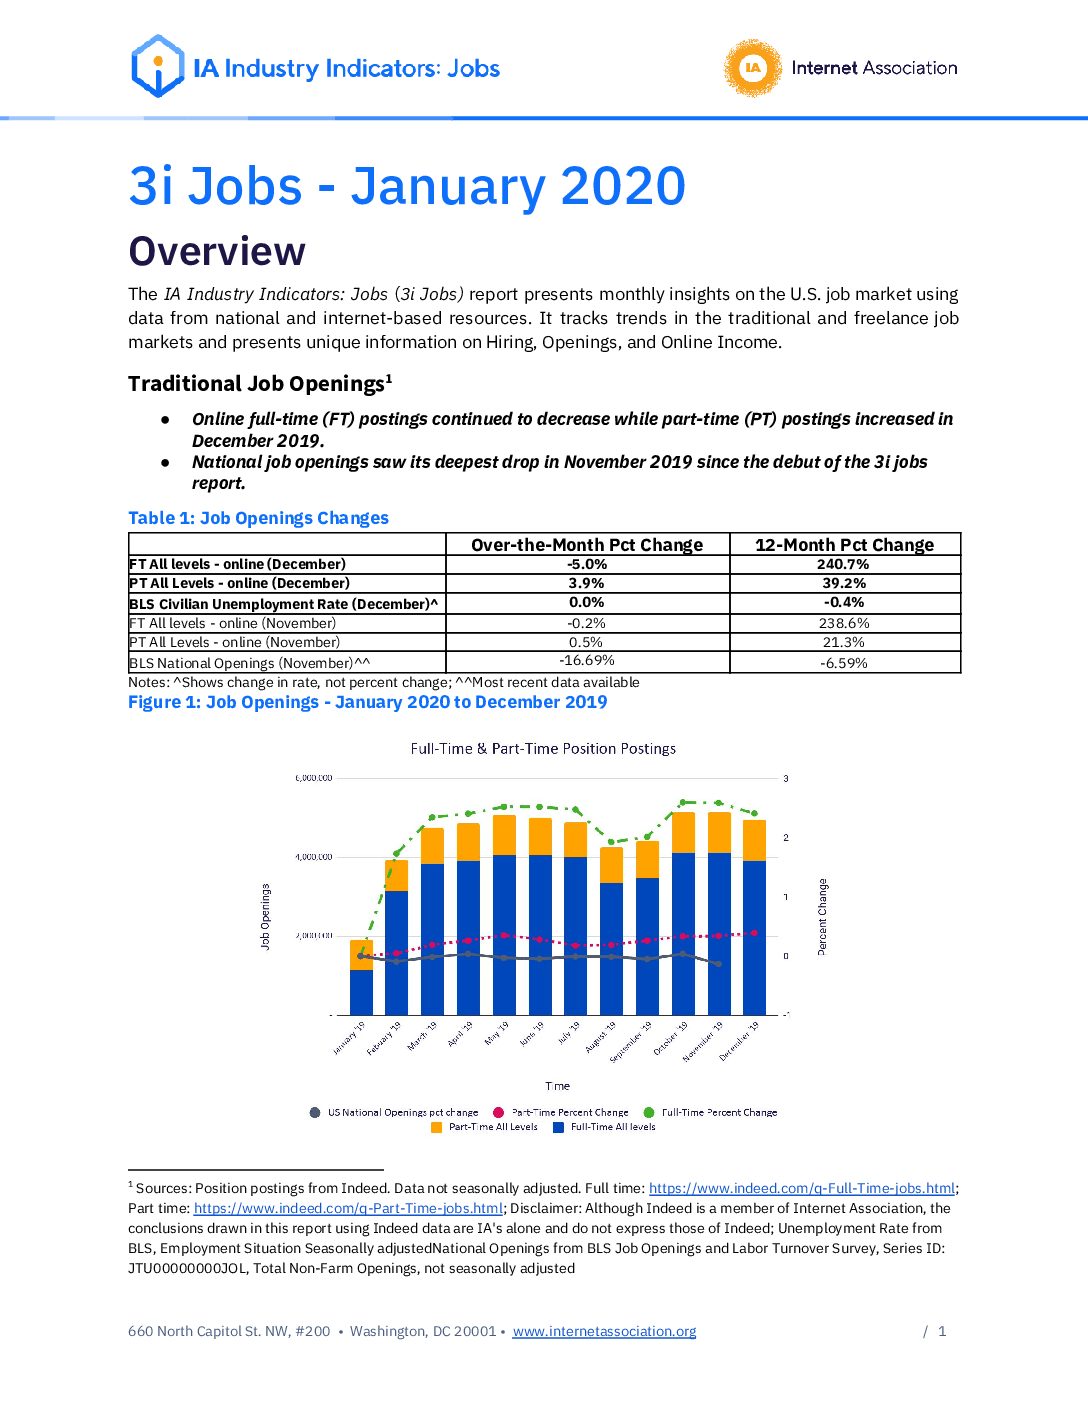 IA Industry Indicators: Jobs
IA Internet Association
3i Jobs - January 2020
Overview
The IA Industry Indicators: Jobs (3i Jobs) report presents monthly insights on the U.S. job market using
data from national and internet-based resources. It tracks trends in the traditional and freelance job
markets and presents unique information on Hiring, Openings, and Online Income.
Traditional Job Openings¹
● Online full-time (FT) postings continued to decrease while part-time (PT) postings increased in
December 2019.
● National job openings saw its deepest drop in November 2019 since the debut of the 3i jobs
report.
Table 1: Job Openings Changes
Over-the-Month Pct Change 12-Month Pct Change
FT All levels - online (December) -5.0% 240.7%
PT All Levels - online (December) 3.9% 39.2%
BLS Civilian Unemployment Rate (December)^ 0.0% -0.4%
FT All levels - online (November) -0.2% 238.6%
PT All Levels - online (November) 0.5% 21.3%
BLS National Openings (November)^^ -16.69% -6.59%
Notes: ^Shows change in rate, not percent change; ^^Most recent data available
Figure 1: Job Openings - January 2020 to December 2019
Full-Time & Part-Time Position Postings
6,000,000 3
2
4,000,000
1
2,000,000
0
- -1
Job Openings
Percent Change
January '19 Febuary '19 March '19 April '19 May '19 June '19 July '19 August '19 September '19 October '19 November '19 December '19
Time
US National Openings pct change Part-Time Percent Change Full-Time Percent Change
Part-Time All Levels Full-Time All levels
¹ Sources: Position postings from Indeed. Data not seasonally adjusted. Full time: https://www.indeed.com/q-Full-Time-jobs.html;
Part time: https://www.indeed.com/q-Part-Time-jobs.html; Disclaimer: Although Indeed is a member of Internet Association, the
conclusions drawn in this report using Indeed data are IA's alone and do not express those of Indeed; Unemployment Rate from
BLS, Employment Situation Seasonally adjustedNational Openings from BLS Job Openings and Labor Turnover Survey, Series ID:
JTU00000000JOL, Total Non-Farm Openings, not seasonally adjusted
660 North Capitol St. NW, #200 • Washington, DC 20001 • www.internetassociation.org / 1